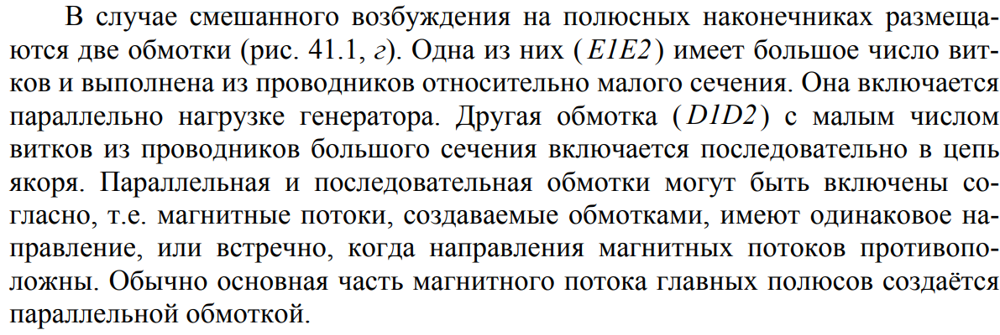 В случае смешанного возбуждения на полюсных наконечниках размеща-
ются две обмотки (рис. 41.1, г). Одна из них (E1E2) имеет большое число вит-
ков и выполнена из проводников относительно малого сечения. Она включается
параллельно нагрузке генератора. Другая обмотка (D1D2) с малым числом
витков из проводников большого сечения включается последовательно в цепь
якоря. Параллельная и последовательная обмотки могут быть включены со-
гласно, т.е. магнитные потоки, создаваемые обмотками, имеют одинаковое на-
правление, или встречно, когда направления магнитных потоков противопо-
ложны. Обычно основная часть магнитного потока главных полюсов создаётся
параллельной обмоткой.